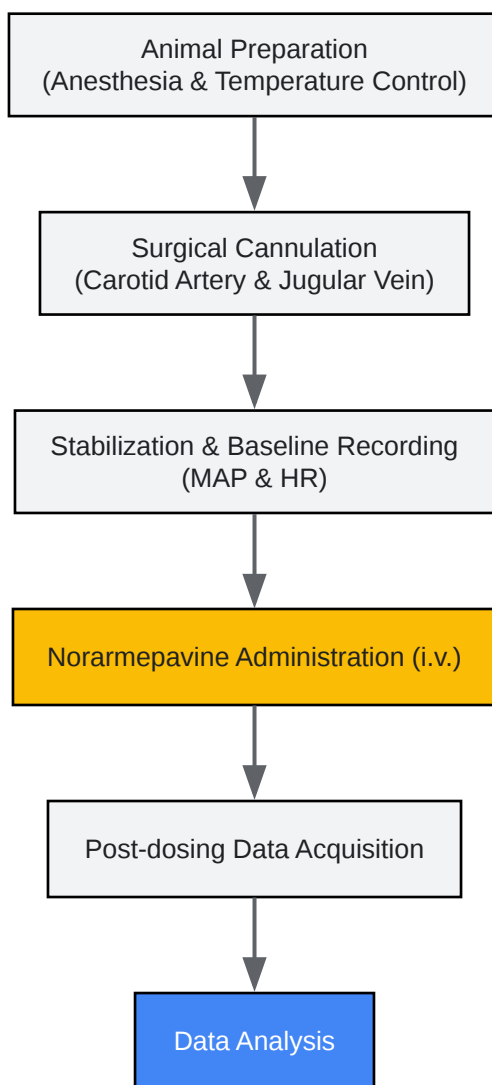 Animal Preparation
(Anesthesia & Temperature Control)
Surgical Cannulation
(Carotid Artery & Jugular Vein)
Stabilization & Baseline Recording
(MAP & HR)
Norarmepavine Administration (i.v.)
Post-dosing Data Acquisition
Data Analysis